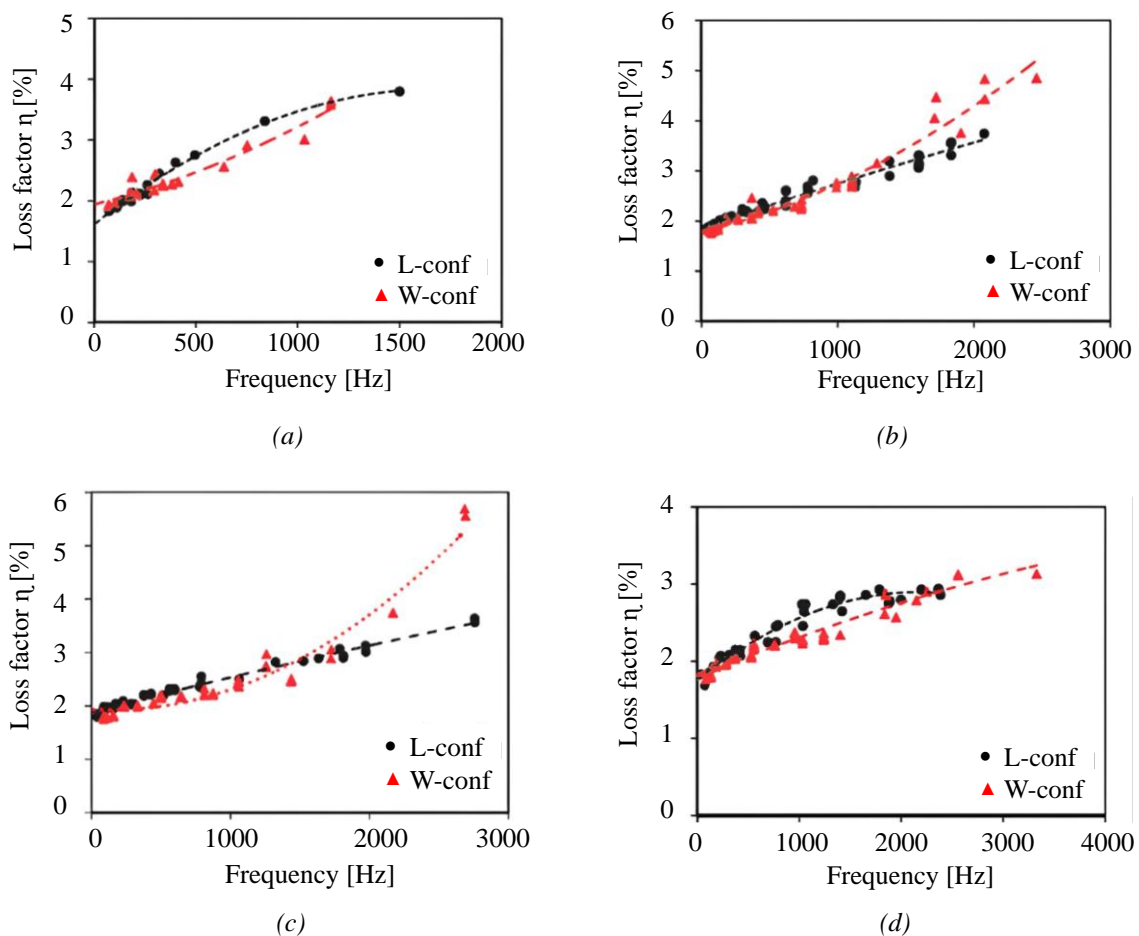 5
4
3
2
1
0
Loss factor η [%]
0 500 1000 1500 2000
Frequency [Hz]
L-conf
W-conf
(a)
6
5
4
3
2
1
0
Loss factor η [%]
0 1000 2000 3000
Frequency [Hz]
L-conf
W-conf
(b)
6
5
4
3
2
1
0
Loss factor η [%]
0 1000 2000 3000
Frequency [Hz]
L-conf
W-conf
(c)
4
3
2
1
0
Loss factor η [%]
0 1000 2000 3000 4000
Frequency [Hz]
L-conf
W-conf
(d)